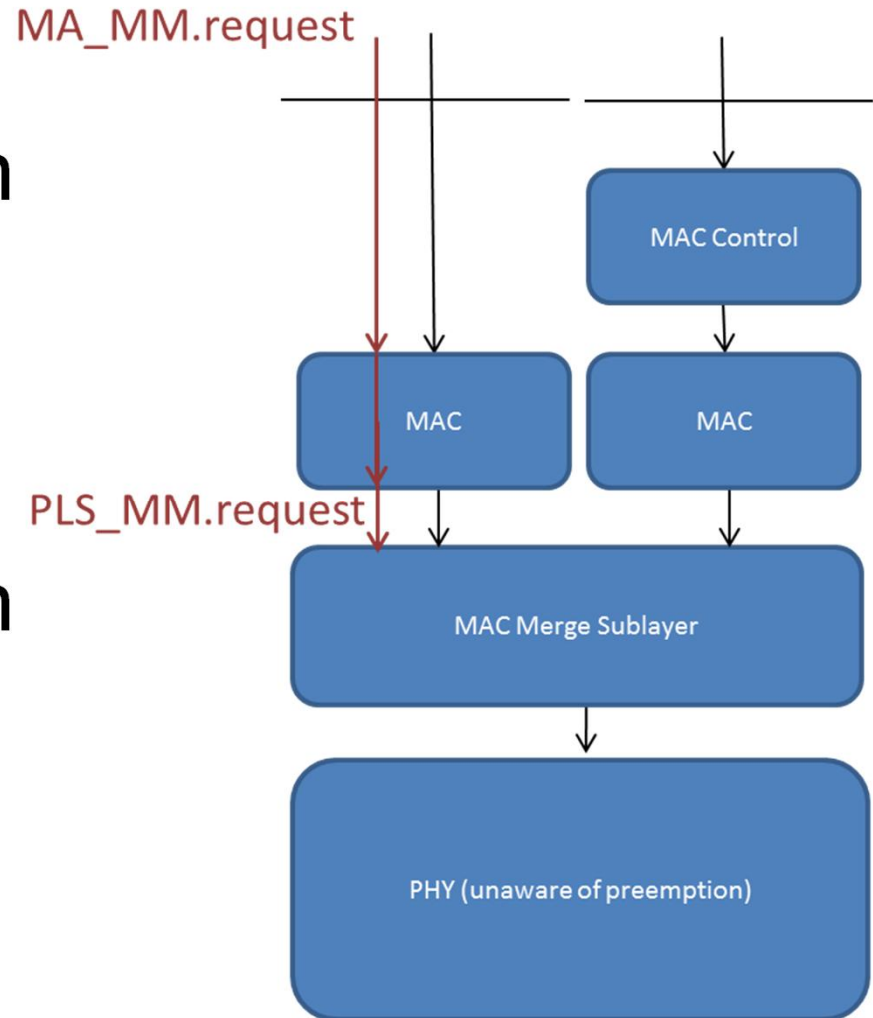 MA_MM.request
MAC Control
MAC
MAC
PLS_MM.request
MAC Merge Sublayer
PHY (unaware of preemption)